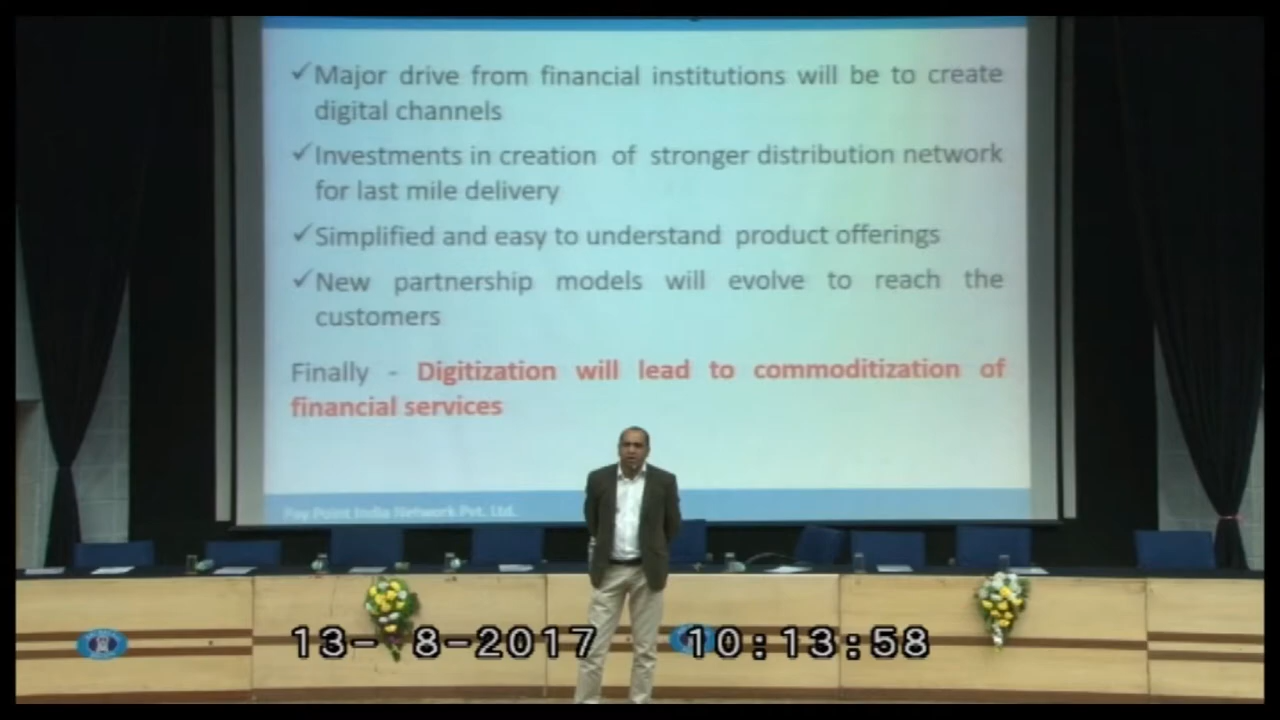 ✓Major drive from financial institutions will be to create
digital channels
✓Investments in creation of stronger distribution network
for last mile delivery
✓Simplified and easy to understand product offerings
✓New partnership models will evolve to reach the
customers
Finally - Digitization will lead to commoditization of
financial services
Pay Point India Network Pvt. Ltd.
13- 8-2017 10:13:58